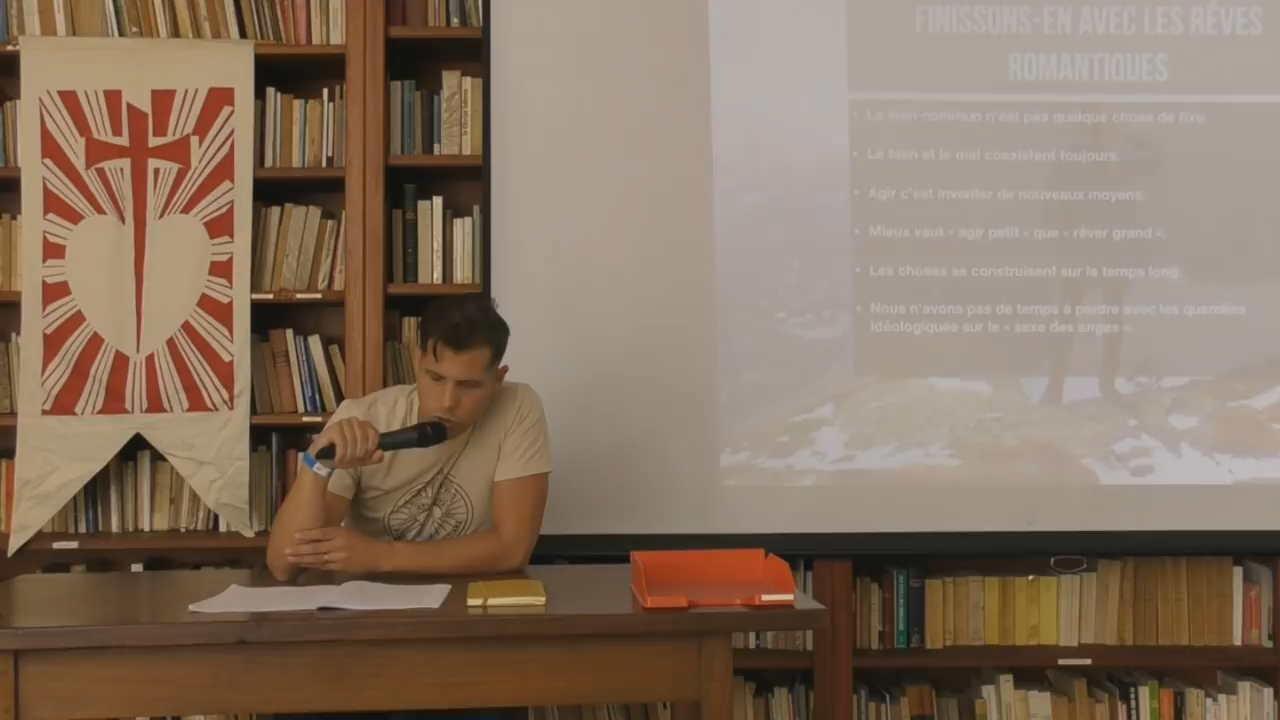 FINISSONS-EN AVEC LES RÊVES
ROMANTIQUES
• Le bien commun n'est pas quelque chose de fixe.
• Le bien et le mal coexistent toujours.
• Agir c'est inventer de nouveaux moyens.
• Mieux vaut « agir petit » que « rêver grand ».
• Les choses se construisent sur le temps long.
• Nous n'avons pas de temps à perdre avec les querelles
idéologiques sur le « sexe des anges ».